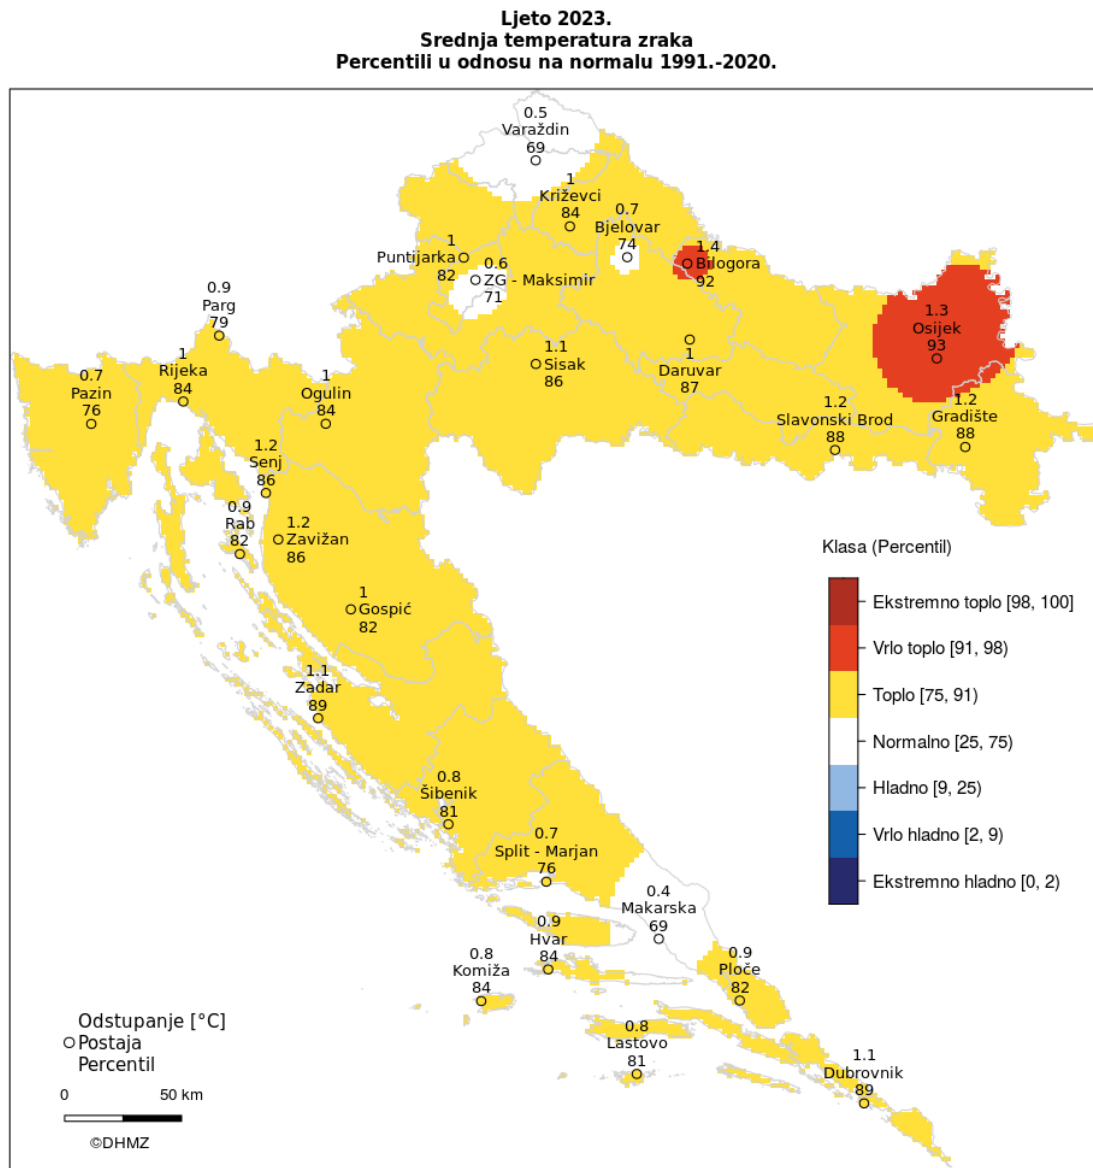 Ljeto 2023.
Srednja temperatura zraka
Percentili u odnosu na normalu 1991.-2020.
0.5
Varaždin
69
1
Križevci
84
0.7
Bjelovar
74
1
Puntijarka
82
0.6
ZG - Maksimir
71
1.4
Bilogora
92
0.9
Parg
79
1.3
Osijek
93
0.7
Pazin
76
1
Rijeka
84
1
Ogulin
84
1.1
Sisak
86
1
Daruvar
87
1.2
Slavonski Brod
88
1.2
Gradište
88
1.2
Senj
86
0.9
Rab
82
1.2
Zavižan
86
1
Gospić
82
1.1
Zadar
89
0.8
Šibenik
81
0.7
Split - Marjan
76
0.4
Makarska
69
0.9
Hvar
84
0.8
Komiža
84
0.9
Ploče
82
0.8
Lastovo
81
1.1
Dubrovnik
89
Klasa (Percentil)
Ekstremno toplo [98, 100]
Vrlo toplo [91, 98)
Toplo [75, 91)
Normalno [25, 75)
Hladno [9, 25)
Vrlo hladno [2, 9)
Ekstremno hladno [0, 2)
Odstupanje [°C]
Postaja
Percentil
0 50 km
©DHMZ